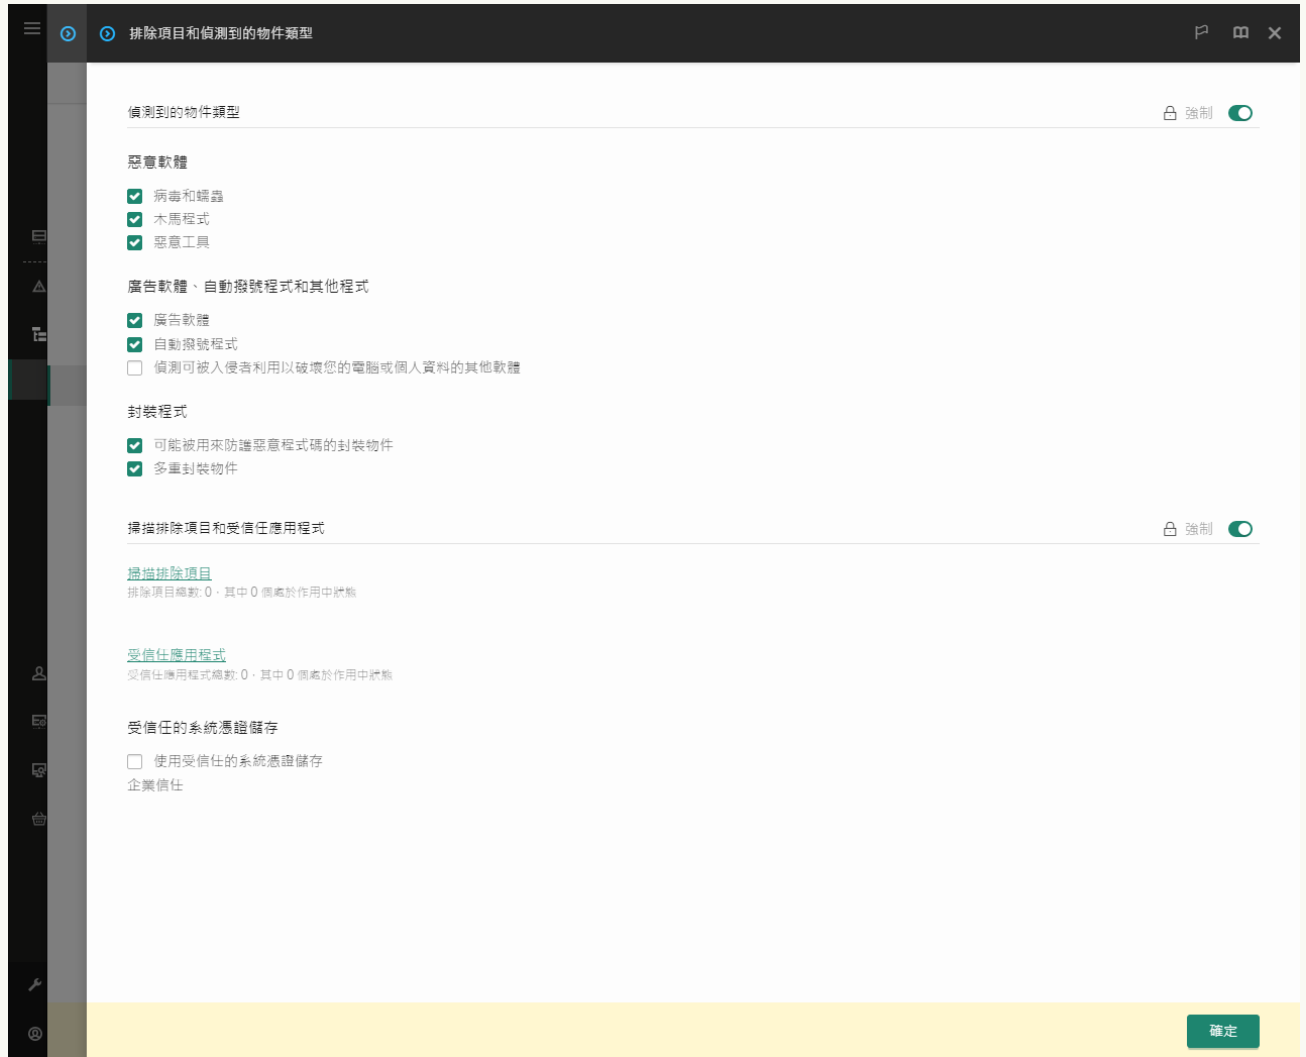 排除項目和偵測到的物件類型
偵測到的物件類型
強制
惡意軟體
病毒和蠕蟲
木馬程式
惡意工具
廣告軟體、自動撥號程式和其他程式
廣告軟體
自動撥號程式
偵測可被入侵者利用以破壞您的電腦或個人資料的其他軟體
封裝程式
可能被用來防護惡意程式碼的封裝物件
多重封裝物件
掃描排除項目和受信任應用程式
強制
掃描排除項目
排除項目總數: 0，其中 0 個處於作用中狀態
受信任應用程式
受信任應用程式總數: 0，其中 0 個處於作用中狀態
受信任的系統憑證儲存
使用受信任的系統憑證儲存
企業信任
確定